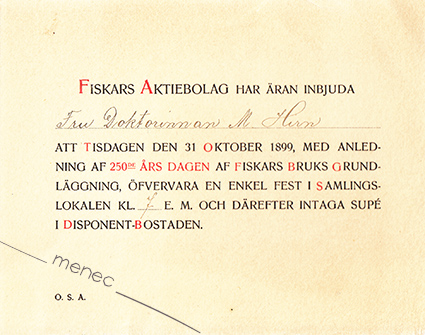 FISKARS AKTIEBOLAG HAR ÄRAN INBJUDA
Fru Doktorinnan M Hirn
ATT TISDAGEN DEN 31 OKTOBER 1899, MED ANLED-
NING AF 250DE ÅRS DAGEN AF FISKARS BRUKS GRUND-
LÄGGNING, ÖFVERVARA EN ENKEL FEST I SAMLINGS-
LOKALEN KL. 7 E. M. OCH DÄREFTER INTAGA SUPÉ
I DISPONENT-BOSTADEN.
menec
O. S. A.